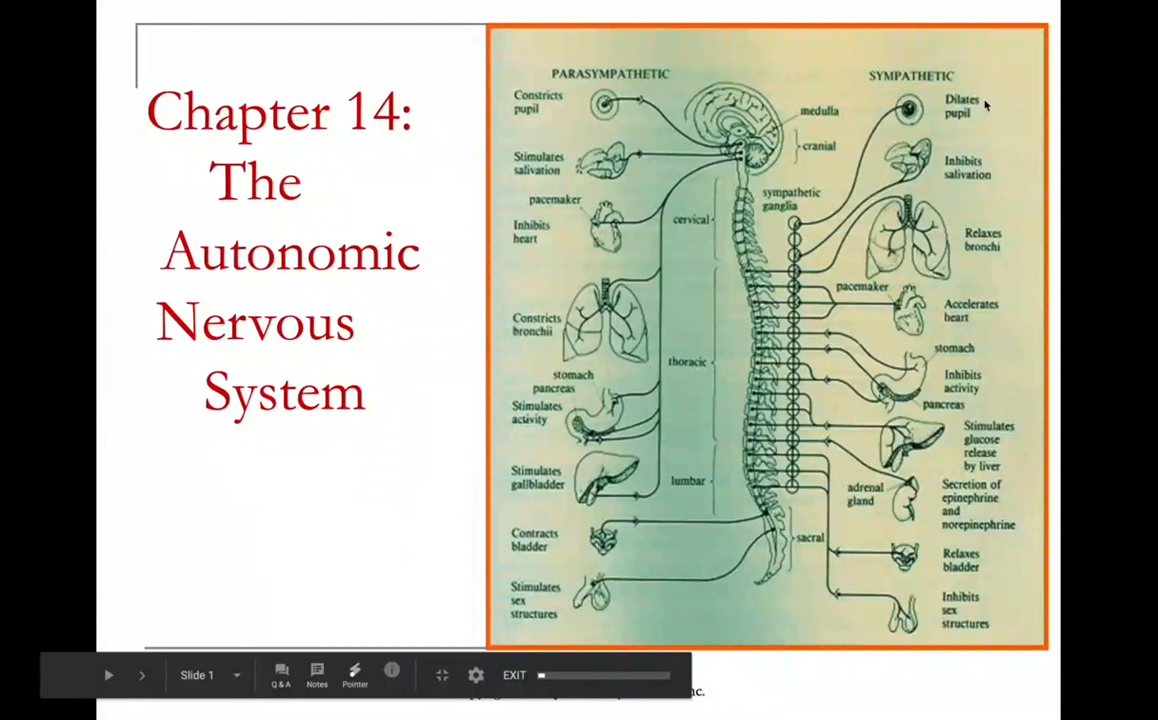 Chapter 14:
The
Autonomic
Nervous
System
PARASYMPATHETIC
Constricts
pupil
Stimulates
salivation
pacemaker
Inhibits
heart
Constricts
bronchii
stomach
pancreas
Stimulates
activity
Stimulates
gallbladder
Contracts
bladder
Stimulates
sex
structures
medulla
cranial
sympathetic
ganglia
cervical
thoracic
lumbar
sacral
SYMPATHETIC
Dilates
pupil
Inhibits
salivation
Relaxes
bronchi
pacemaker
Accelerates
heart
stomach
Inhibits
activity
pancreas
Stimulates
glucose
release
by liver
adrenal
gland
Secretion of
epinephrine
and
norepinephrine
Relaxes
bladder
Inhibits
sex
structures
Slide 1
Q & A
Notes
Pointer
EXIT